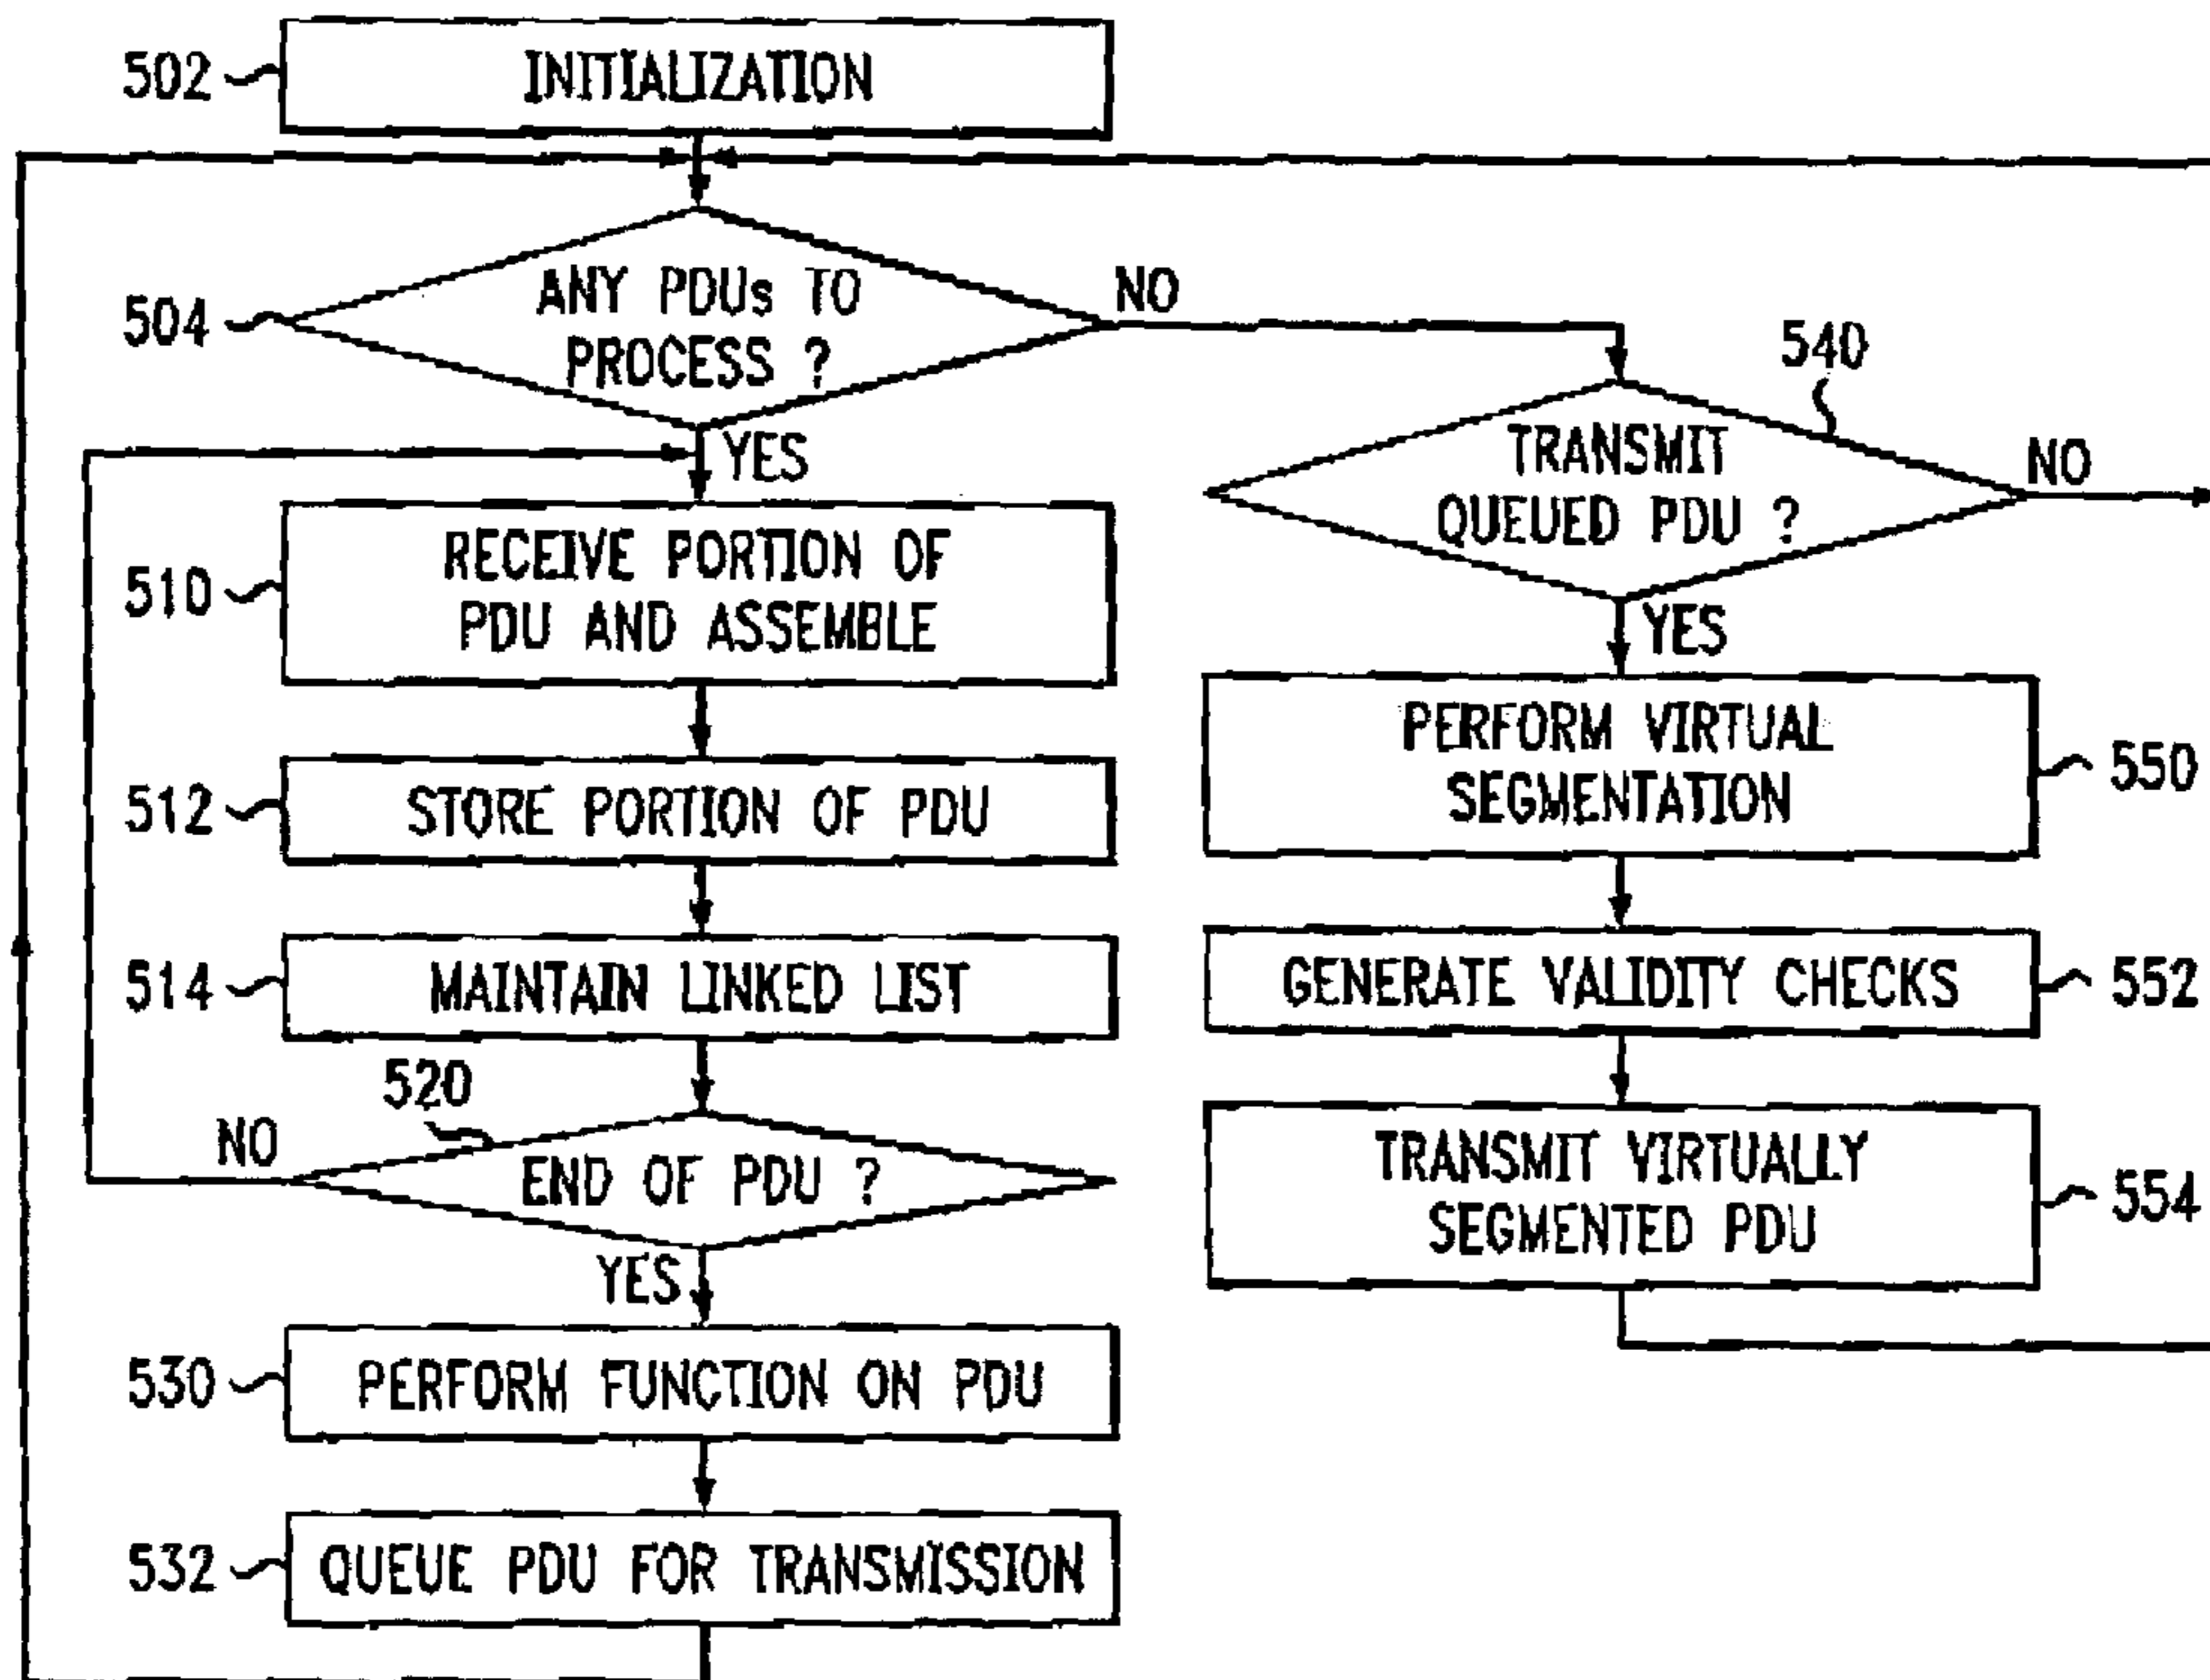 502
INITIALIZATION
504
ANY PDUs TO
PROCESS ?
NO
YES
510
RECEIVE PORTION OF
PDU AND ASSEMBLE
512
STORE PORTION OF PDU
514
MAINTAIN LINKED LIST
520
NO
END OF PDU ?
YES
530
PERFORM FUNCTION ON PDU
532
QUEUE PDU FOR TRANSMISSION
540
TRANSMIT
QUEUED PDU ?
NO
YES
PERFORM VIRTUAL
SEGMENTATION
550
GENERATE VALIDITY CHECKS
552
TRANSMIT VIRTUALLY
SEGMENTED PDU
554